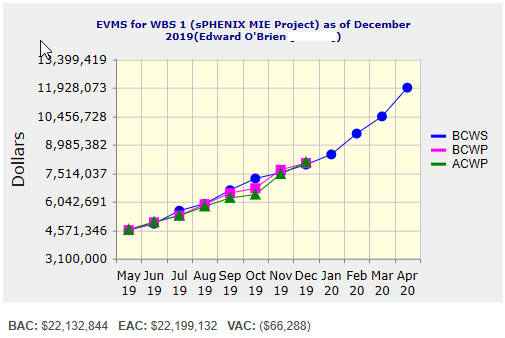 EVMS for WBS 1 (sPHENIX MIE Project) as of December
2019(Edward O'Brien )
13,399,419
11,928,073
10,456,728
8,985,382
7,514,037
6,042,691
4,571,346
3,100,000
Dollars
May Jun Jul Aug Sep Oct Nov Dec Jan Feb Mar Apr
19 19 19 19 19 19 19 19 20 20 20 20
BCWS
BCWP
ACWP
BAC: $22,132,844 EAC: $22,199,132 VAC: ($66,288)